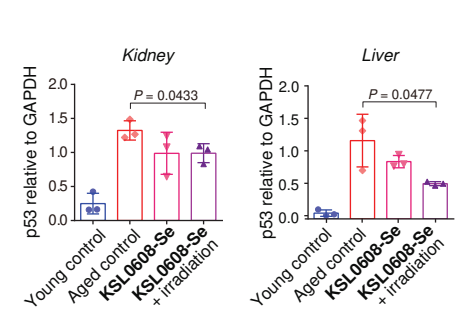 Kidney
p53 relative to GAPDH
2.0
1.5
1.0
0.5
0.0
P = 0.0433
Young control
Aged control
KSL0608-Se
KSL0608-Se
+ irradiation
Liver
p53 relative to GAPDH
2.0
1.5
1.0
0.5
0.0
P = 0.0477
Young control
Aged control
KSL0608-Se
KSL0608-Se
+ irradiation